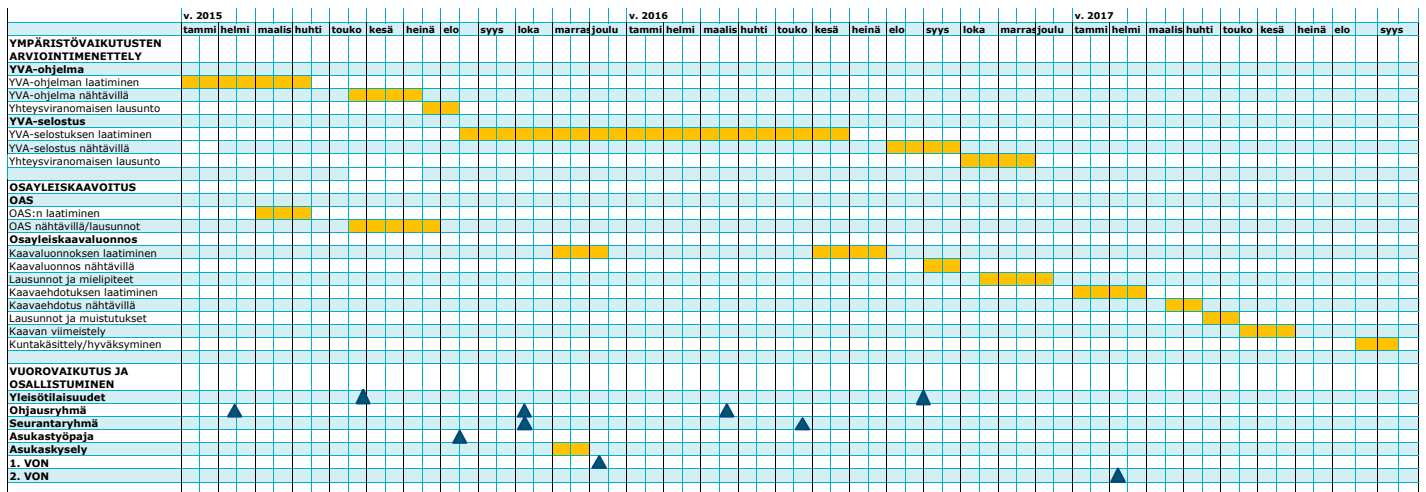 v. 2015 v. 2016 v. 2017
tammi helmi maalis huhti touko kesä heinä elo syys loka marras joulu tammi helmi maalis huhti touko kesä heinä elo syys loka marras joulu tammi helmi maalis huhti touko kesä heinä elo syys
YMPÄRISTÖVAIKUTUSTEN
ARVIOINTIMENETTELY
YVA-ohjelma
YVA-ohjelman laatiminen
YVA-ohjelma nähtävillä
Yhteysviranomaisen lausunto
YVA-selostus
YVA-selostuksen laatiminen
YVA-selostus nähtävillä
Yhteysviranomaisen lausunto
OSAYLEISKAAVOITUS
OAS
OAS:n laatiminen
OAS nähtävillä/lausunnot
Osayleiskaavaluonnos
Kaavaluonnoksen laatiminen
Kaavaluonnos nähtävillä
Lausunnot ja mielipiteet
Kaavaehdotuksen laatiminen
Kaavaehdotus nähtävillä
Lausunnot ja muistutukset
Kaavan viimeistely
Kuntakäsittely/hyväksyminen
VUOROVAIKUTUS JA
OSALLISTUMINEN
Yleisötilaisuudet
Ohjausryhmä
Seurantaryhmä
Asukastyöpaja
Asukaskysely
1. VON
2. VON